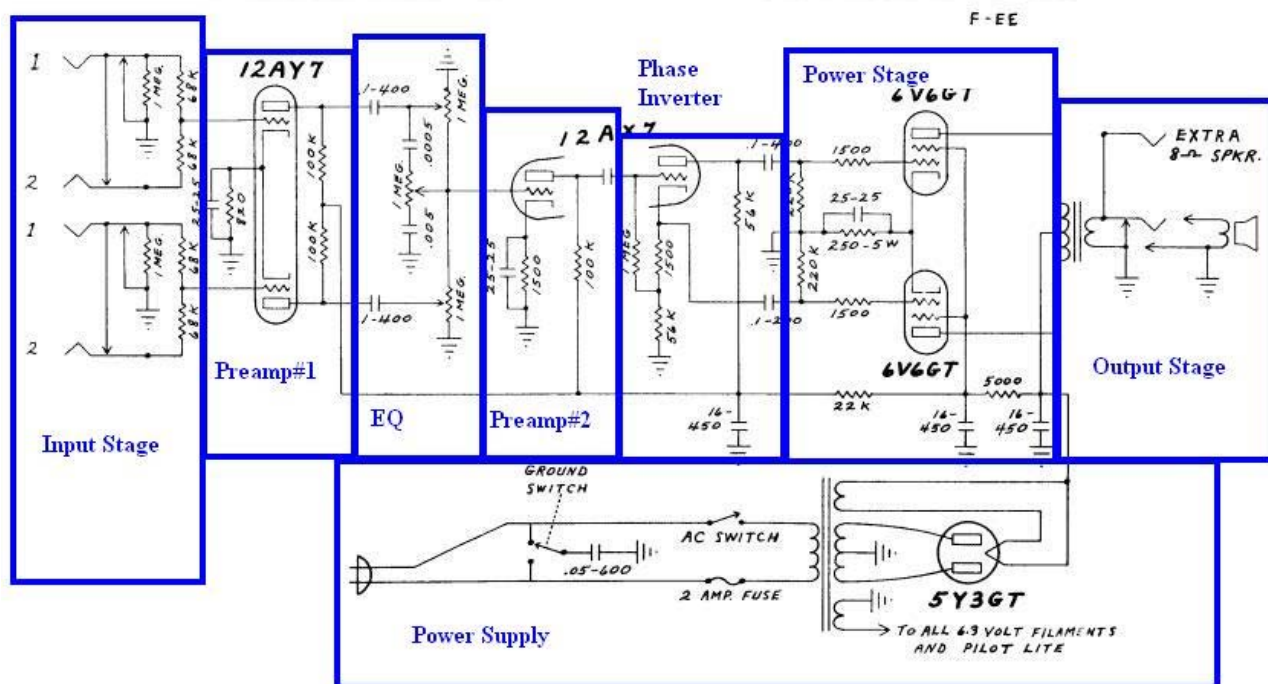 F-EE
Input Stage
1
2
1
2
1 MEG.
68K
68K
1 MEG.
68K
68K
Preamp#1
12AY7
25-25
820
100K
100K
EQ
.1-400
1 MEG.
.0005
1 MEG.
.005
.1-400
1 MEG.
Preamp#2
12AX7
25-25
1500
100K
Phase
Inverter
1 MEG.
1500
56K
56K
16-
450
Power Stage
6V6GT
.1-400
1500
220K
25-25
250-5W
220K
.1-200
1500
6V6GT
22K
5000
16-
450
16-
450
Output Stage
EXTRA
8-Ω SPKR.
Power Supply
GROUND
SWITCH
AC SWITCH
.05-600
2 AMP. FUSE
5Y3GT
TO ALL 6.3 VOLT FILAMENTS
AND PILOT LITE